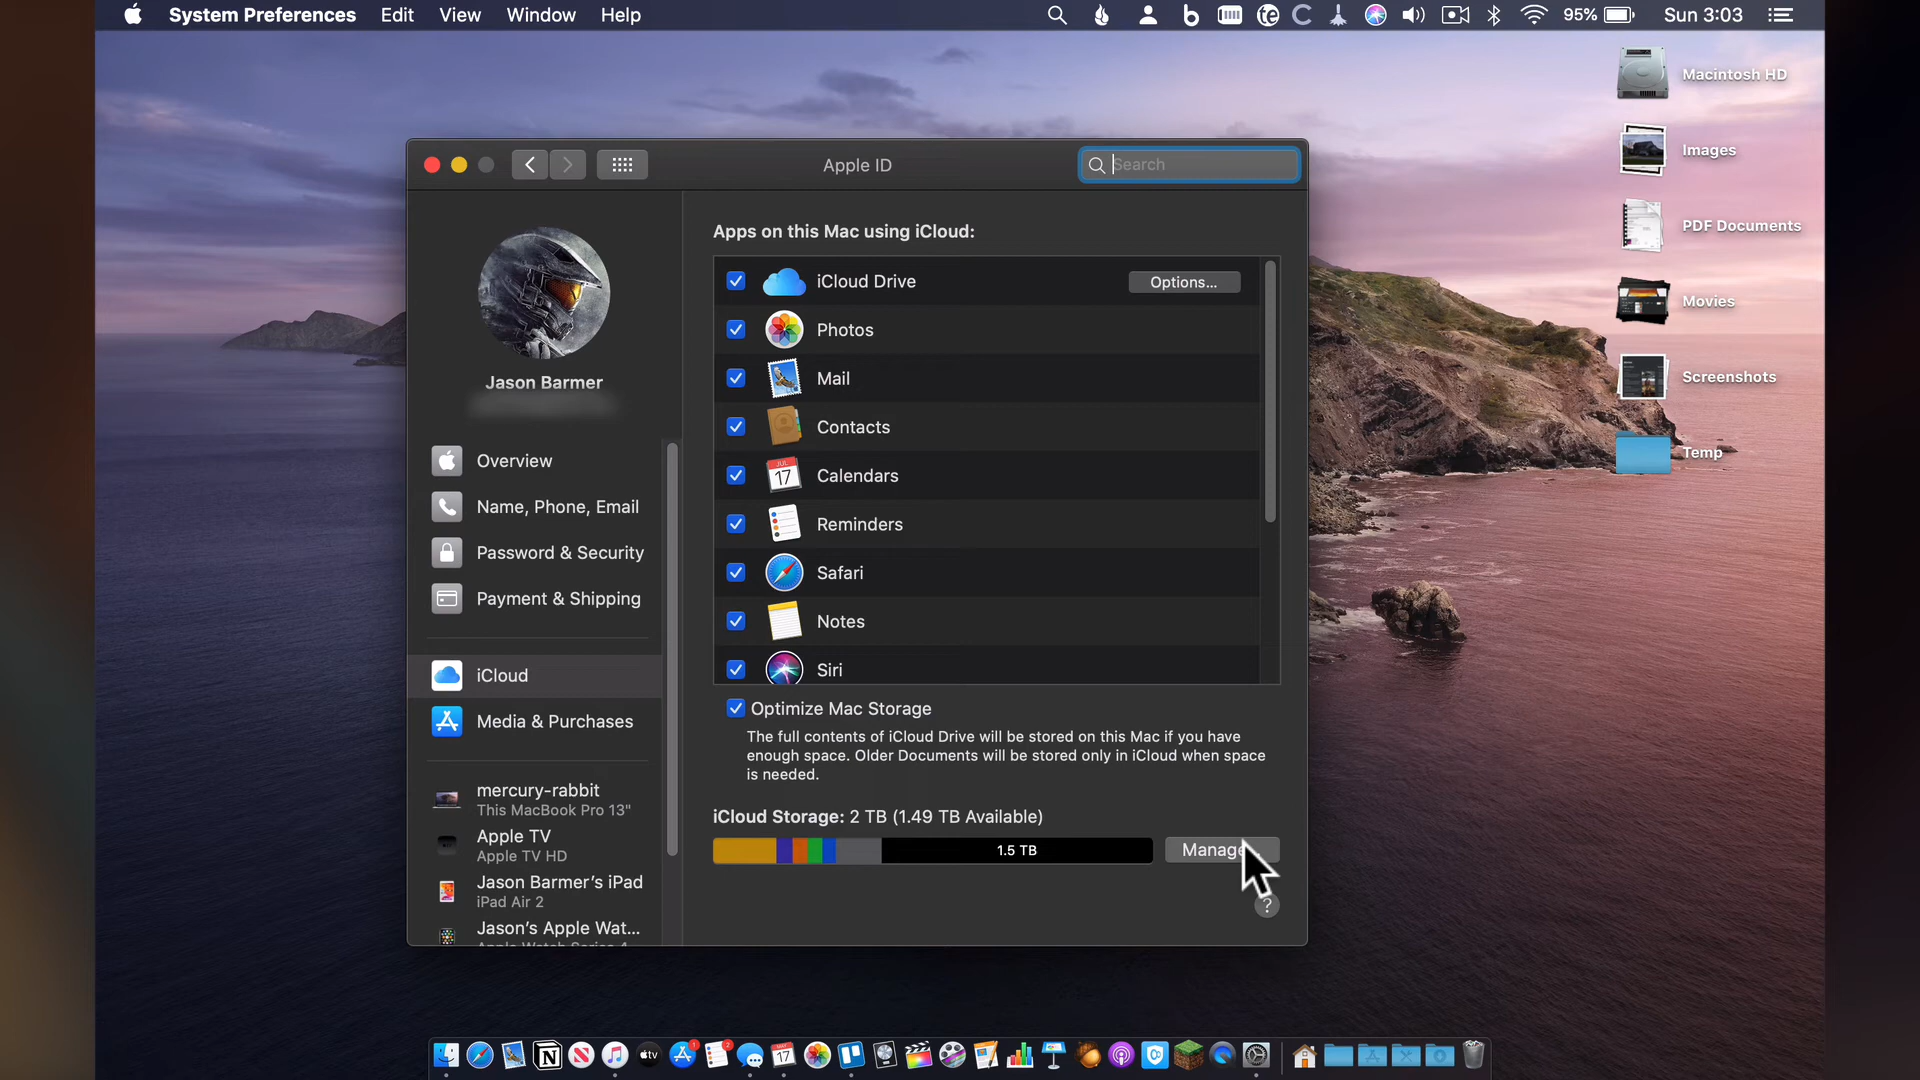 System Preferences Edit View Window Help
95% Sun 3:03
Macintosh HD
Images
PDF Documents
Movies
Screenshots
Temp
Apple ID
Search
Jason Barmer
Overview
Name, Phone, Email
Password & Security
Payment & Shipping
iCloud
Media & Purchases
mercury-rabbit
This MacBook Pro 13"
Apple TV
Apple TV HD
Jason Barmer's iPad
iPad Air 2
Jason's Apple Wat...
Apple Watch Series 4
Apps on this Mac using iCloud:
iCloud Drive
Options...
Photos
Mail
Contacts
Calendars
Reminders
Safari
Notes
Siri
Optimize Mac Storage
The full contents of iCloud Drive will be stored on this Mac if you have
enough space. Older Documents will be stored only in iCloud when space
is needed.
iCloud Storage: 2 TB (1.49 TB Available)
1.5 TB
Manage
?